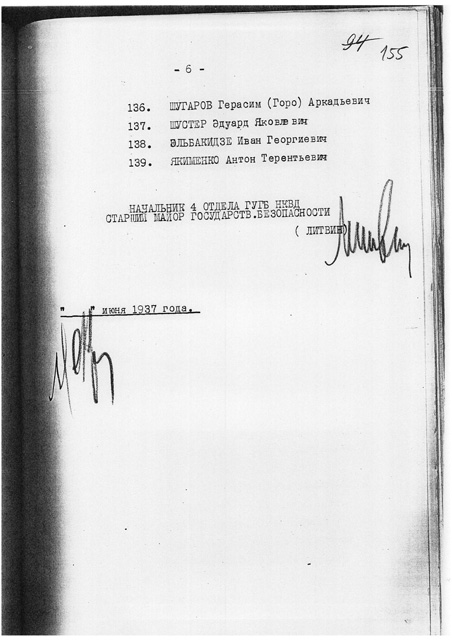 94
155
- 6 -
136. ШУГАРОВ Герасим (Горо) Аркадьевич
137. ШУСТЕР Эдуард Яковлевич
138. ЭЛЬБАКИДЗЕ Иван Георгиевич
139. ЯКИМЕНКО Антон Терентьевич
НАЧАЛЬНИК 4 ОТДЕЛА ГУГБ НКВД
СТАРШИЙ МАЙОР ГОСУДАРСТВ.БЕЗОПАСНОСТИ
( ЛИТВИН)
" " июня 1937 года.